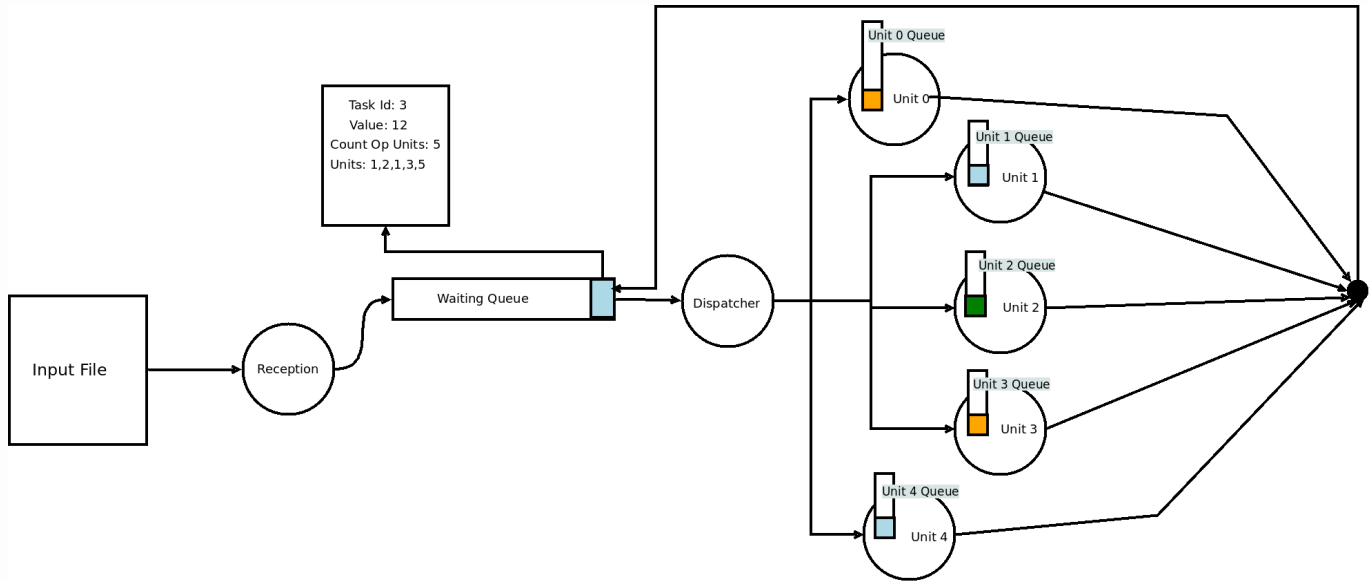 Unit 0 Queue
Task Id: 3
Value: 12
Count Op Units: 5
Units: 1,2,1,3,5
Unit 0
Unit 1 Queue
Unit 1
Unit 2 Queue
Waiting Queue
Dispatcher
Unit 2
Input File
Reception
Unit 3 Queue
Unit 3
Unit 4 Queue
Unit 4